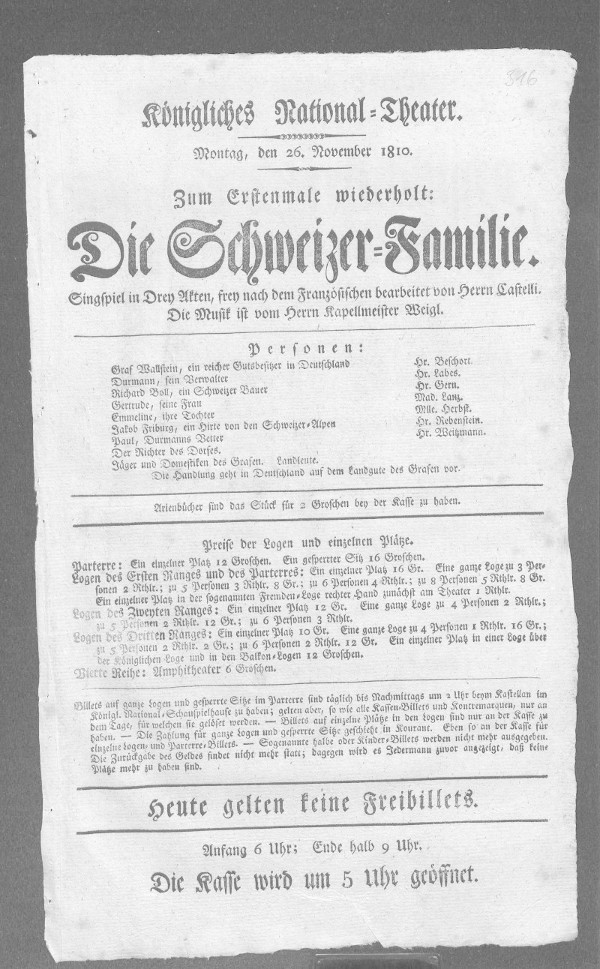 316
Königliches National-Theater.
Montag, den 26. November 1810.
Zum Erstenmale wiederholt:
Die Schweizer-Familie.
Singspiel in Drey Akten, frey nach dem Französischen bearbeitet von Herrn Castelli.
Die Musik ist vom Herrn Kapellmeister Weigl.
Personen:
Graf Wallstein, ein reicher Gutsbesitzer in Deutschland Hr. Beschort.
Durmann, sein Verwalter Hr. Labes.
Richard Boll, ein Schweizer Bauer Hr. Gern.
Gertrude, seine Frau Mad. Lanz.
Emmeline, ihre Tochter Mlle. Herbst.
Jakob Friburg, ein Hirte von den Schweizer-Alpen Hr. Rebenstein.
Paul, Durmanns Vetter Hr. Weitzmann.
Der Richter des Dorfes.
Jäger und Domestiken des Grafen. Landleute.
Die Handlung geht in Deutschland auf dem Landgute des Grafen vor.
Arienbücher sind das Stück für 2 Groschen bey der Kasse zu haben.
Preise der Logen und einzelnen Plätze.
Parterre: Ein einzelner Platz 12 Groschen. Ein gesperrter Sitz 16 Groschen.
Logen des Ersten Ranges und des Parterres: Ein einzelner Platz 16 Gr. Eine ganze Loge zu 3 Per-
sonen 2 Rthlr.; zu 5 Personen 3 Rthlr. 8 Gr.; zu 6 Personen 4 Rthlr.; zu 8 Personen 5 Rthlr. 8 Gr.
Ein einzelner Platz in der sogenannten Fremden-Loge rechter Hand zunächst am Theater 1 Rthlr.
Logen des Zweyten Ranges: Ein einzelner Platz 12 Gr. Eine ganze Loge zu 4 Personen 2 Rthlr.;
zu 5 Personen 2 Rthlr. 12 Gr.; zu 6 Personen 3 Rthlr.
Logen des Dritten Ranges: Ein einzelner Platz 10 Gr. Eine ganze Loge zu 4 Personen 1 Rthlr. 16 Gr.;
zu 5 Personen 2 Rthlr. 2 Gr.; zu 6 Personen 2 Rthlr. 12 Gr. Ein einzelner Platz in einer Loge über
der Königlichen Loge und in den Balkon-Logen 12 Groschen.
Vierte Reihe: Amphitheater 6 Groschen.
Billets auf ganze Logen und gesperrte Sitze im Parterre sind täglich bis Nachmittags um 2 Uhr beym Kastellan im
Königl. National-Schauspielhause zu haben; gelten aber, so wie alle Kassen-Billets und Kontremarquen, nur an
dem Tage, für welchen sie gelöset werden. — Billets auf einzelne Plätze in den Logen sind nur an der Kasse zu
haben. — Die Zahlung für ganze Logen und gesperrte Sitze geschieht in Kourant. Eben so an der Kasse für
einzelne Logen- und Parterre-Billets. — Sogenannte halbe oder Kinder-Billets werden nicht mehr ausgegeben.
Die Zurückgabe des Geldes findet nicht mehr statt; dagegen wird es Jedermann zuvor angezeigt, daß keine
Plätze mehr zu haben sind.
Heute gelten keine Freibillets.
Anfang 6 Uhr; Ende halb 9 Uhr.
Die Kasse wird um 5 Uhr geöffnet.